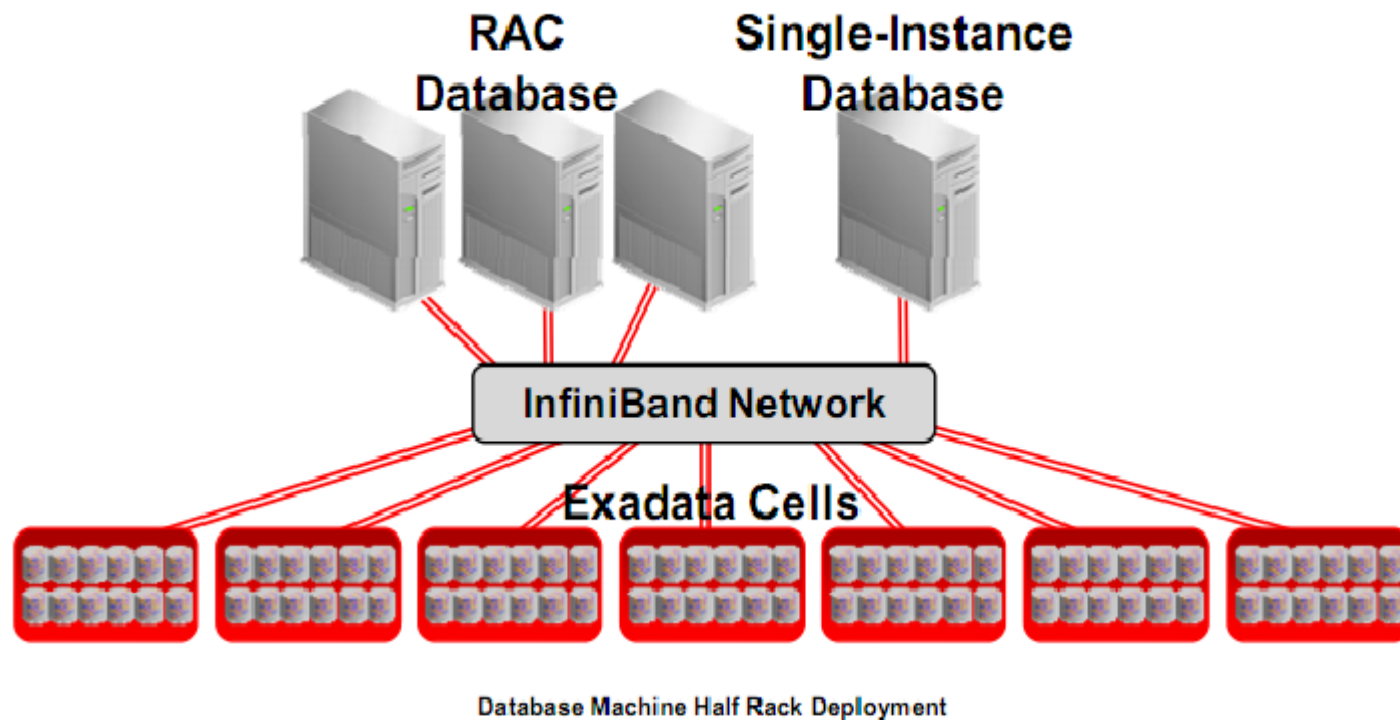 RAC
Database
Single-Instance
Database
InfiniBand Network
Exadata Cells
Database Machine Half Rack Deployment